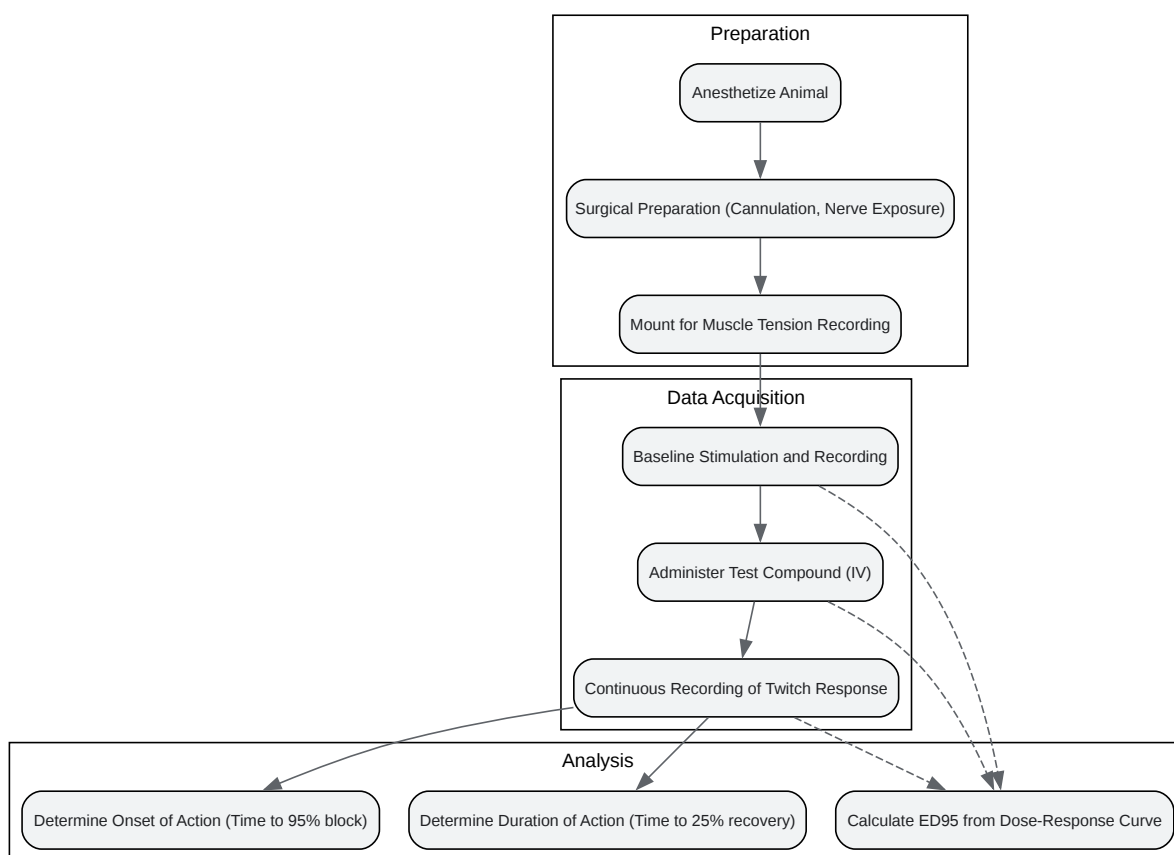 Preparation
Anesthetize Animal
Surgical Preparation (Cannulation, Nerve Exposure)
Mount for Muscle Tension Recording
Data Acquisition
Baseline Stimulation and Recording
Administer Test Compound (IV)
Continuous Recording of Twitch Response
Analysis
Determine Onset of Action (Time to 95% block)
Determine Duration of Action (Time to 25% recovery)
Calculate ED95 from Dose-Response Curve